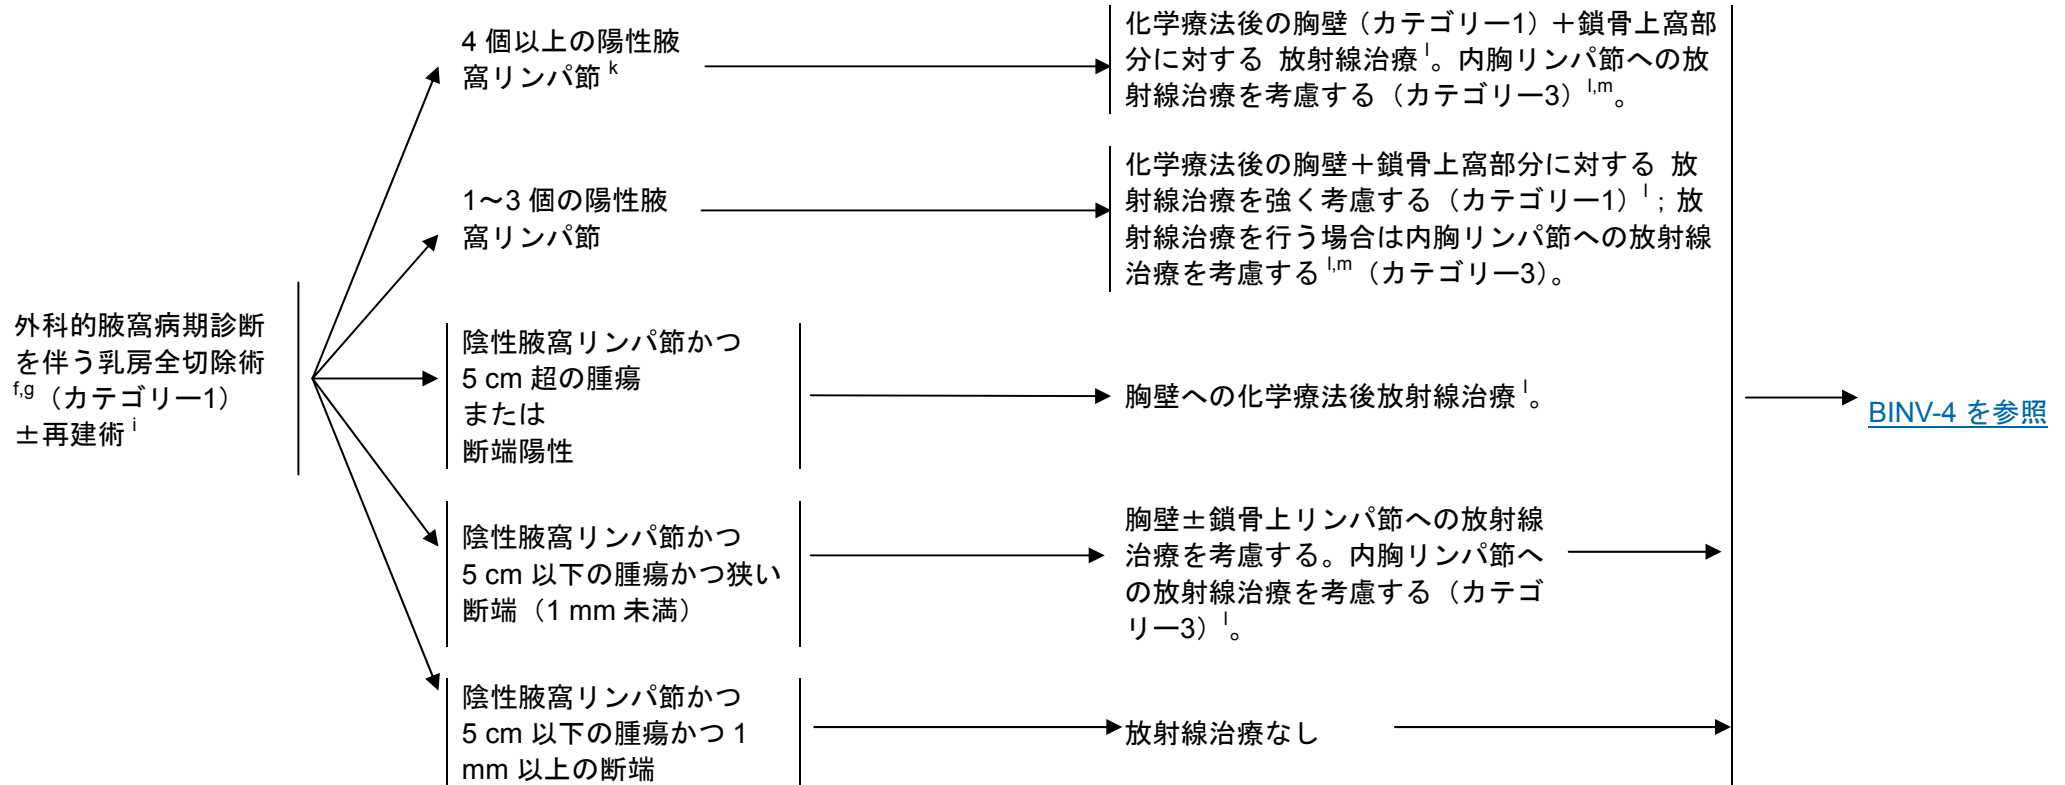 4 個以上の陽性腋
窩リンパ節 k
化学療法後の胸壁（カテゴリー1）＋鎖骨上窩部
分に対する 放射線治療 l。内胸リンパ節への放
射線治療を考慮する（カテゴリー3）l,m。
1～3 個の陽性腋
窩リンパ節
化学療法後の胸壁＋鎖骨上窩部分に対する 放
射線治療を強く考慮する（カテゴリー1）l；放
射線治療を行う場合は内胸リンパ節への放射線
治療を考慮する l,m（カテゴリー3）。
外科的腋窩病期診断
を伴う乳房全切除術
f,g（カテゴリー1）
±再建術 i
陰性腋窩リンパ節かつ
5 cm 超の腫瘍
または
断端陽性
胸壁への化学療法後放射線治療 l。
BINV-4 を参照
陰性腋窩リンパ節かつ
5 cm 以下の腫瘍かつ狭い
断端（1 mm 未満）
胸壁±鎖骨上リンパ節への放射線
治療を考慮する。内胸リンパ節へ
の放射線治療を考慮する（カテゴ
リー3）l。
陰性腋窩リンパ節かつ
5 cm 以下の腫瘍かつ 1
mm 以上の断端
放射線治療なし